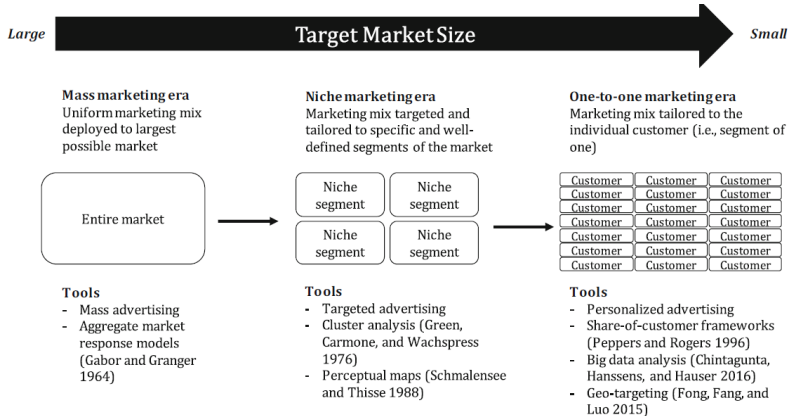 Large
Target Market Size
Small
Mass marketing era
Uniform marketing mix
deployed to largest
possible market
Entire market
Tools
- Mass advertising
- Aggregate market
response models
(Gabor and Granger
1964)
Niche marketing era
Marketing mix targeted and
tailored to specific and well-
defined segments of the market
Niche
segment
Niche
segment
Niche
segment
Niche
segment
Tools
- Targeted advertising
- Cluster analysis (Green,
Carmone, and Wachspress
1976)
- Perceptual maps (Schmalensee
and Thisse 1988)
One-to-one marketing era
Marketing mix tailored to the
individual customer (i.e., segment of
one)
Customer Customer Customer
Customer Customer Customer
Customer Customer Customer
Customer Customer Customer
Customer Customer Customer
Customer Customer Customer
Customer Customer Customer
Tools
- Personalized advertising
- Share-of-customer frameworks
(Peppers and Rogers 1996)
- Big data analysis (Chintagunta,
Hanssens, and Hauser 2016)
- Geo-targeting (Fong, Fang, and
Luo 2015)